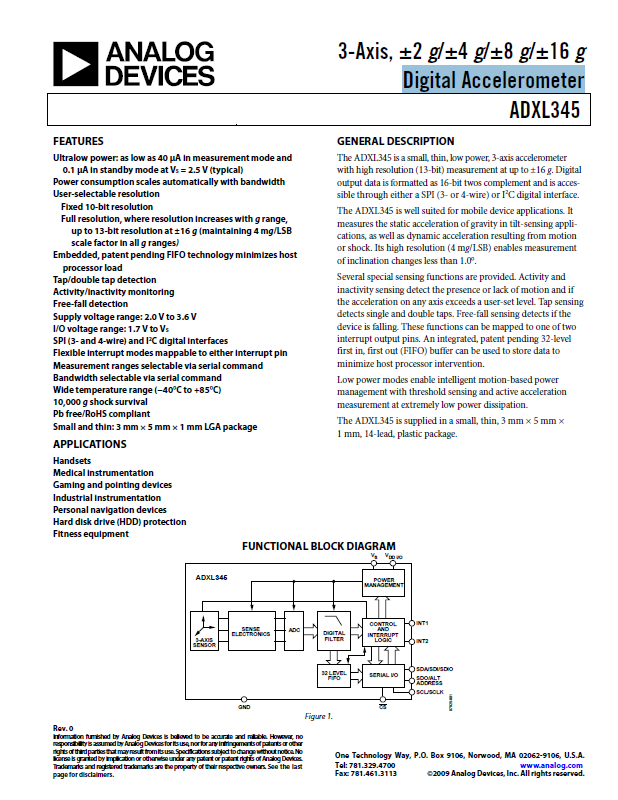 ANALOG
DEVICES
3-Axis, ±2 g/±4 g/±8 g/±16 g
Digital Accelerometer
ADXL345
FEATURES
Ultralow power: as low as 40 μA in measurement mode and
0.1 μA in standby mode at VS = 2.5 V (typical)
Power consumption scales automatically with bandwidth
User-selectable resolution
Fixed 10-bit resolution
Full resolution, where resolution increases with g range,
up to 13-bit resolution at ±16 g (maintaining 4 mg/LSB
scale factor in all g ranges)
Embedded, patent pending FIFO technology minimizes host
processor load
Tap/double tap detection
Activity/inactivity monitoring
Free-fall detection
Supply voltage range: 2.0 V to 3.6 V
I/O voltage range: 1.7 V to VS
SPI (3- and 4-wire) and I²C digital interfaces
Flexible interrupt modes mappable to either interrupt pin
Measurement ranges selectable via serial command
Bandwidth selectable via serial command
Wide temperature range (−40°C to +85°C)
10,000 g shock survival
Pb free/RoHS compliant
Small and thin: 3 mm × 5 mm × 1 mm LGA package
APPLICATIONS
Handsets
Medical instrumentation
Gaming and pointing devices
Industrial instrumentation
Personal navigation devices
Hard disk drive (HDD) protection
Fitness equipment
GENERAL DESCRIPTION
The ADXL345 is a small, thin, low power, 3-axis accelerometer
with high resolution (13-bit) measurement at up to ±16 g. Digital
output data is formatted as 16-bit twos complement and is acces-
sible through either a SPI (3- or 4-wire) or I²C digital interface.
The ADXL345 is well suited for mobile device applications. It
measures the static acceleration of gravity in tilt-sensing appli-
cations, as well as dynamic acceleration resulting from motion
or shock. Its high resolution (4 mg/LSB) enables measurement
of inclination changes less than 1.0°.
Several special sensing functions are provided. Activity and
inactivity sensing detect the presence or lack of motion and if
the acceleration on any axis exceeds a user-set level. Tap sensing
detects single and double taps. Free-fall sensing detects if the
device is falling. These functions can be mapped to one of two
interrupt output pins. An integrated, patent pending 32-level
first in, first out (FIFO) buffer can be used to store data to
minimize host processor intervention.
Low power modes enable intelligent motion-based power
management with threshold sensing and active acceleration
measurement at extremely low power dissipation.
The ADXL345 is supplied in a small, thin, 3 mm × 5 mm ×
1 mm, 14-lead, plastic package.
FUNCTIONAL BLOCK DIAGRAM
VS VDD I/O
ADXL345
POWER
MANAGEMENT
3-AXIS
SENSOR
SENSE
ELECTRONICS
ADC
DIGITAL
FILTER
CONTROL
AND
INTERRUPT
LOGIC
INT1
INT2
32 LEVEL
FIFO
SERIAL I/O
SDA/SDI/SDIO
SDO/ALT
ADDRESS
SCL/SCLK
GND
CS
Figure 1.
Rev. 0
Information furnished by Analog Devices is believed to be accurate and reliable. However, no
responsibility is assumed by Analog Devices for its use, nor for any infringements of patents or other
rights of third parties that may result from its use. Specifications subject to change without notice. No
license is granted by implication or otherwise under any patent or patent rights of Analog Devices.
Trademarks and registered trademarks are the property of their respective owners. See the last
page for disclaimers.
One Technology Way, P.O. Box 9106, Norwood, MA 02062-9106, U.S.A.
Tel: 781.329.4700 www.analog.com
Fax: 781.461.3113 ©2009 Analog Devices, Inc. All rights reserved.